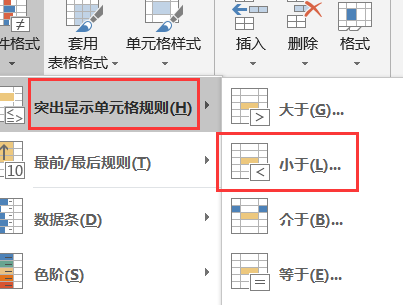 件格式
套用
表格格式
单元格样式
插入
删除
格式
突出显示单元格规则(H)
最前/最后规则(T)
10
数据条(D)
色阶(S)
大于(G)...
小于(L)...
介于(B)...
等于(E)...